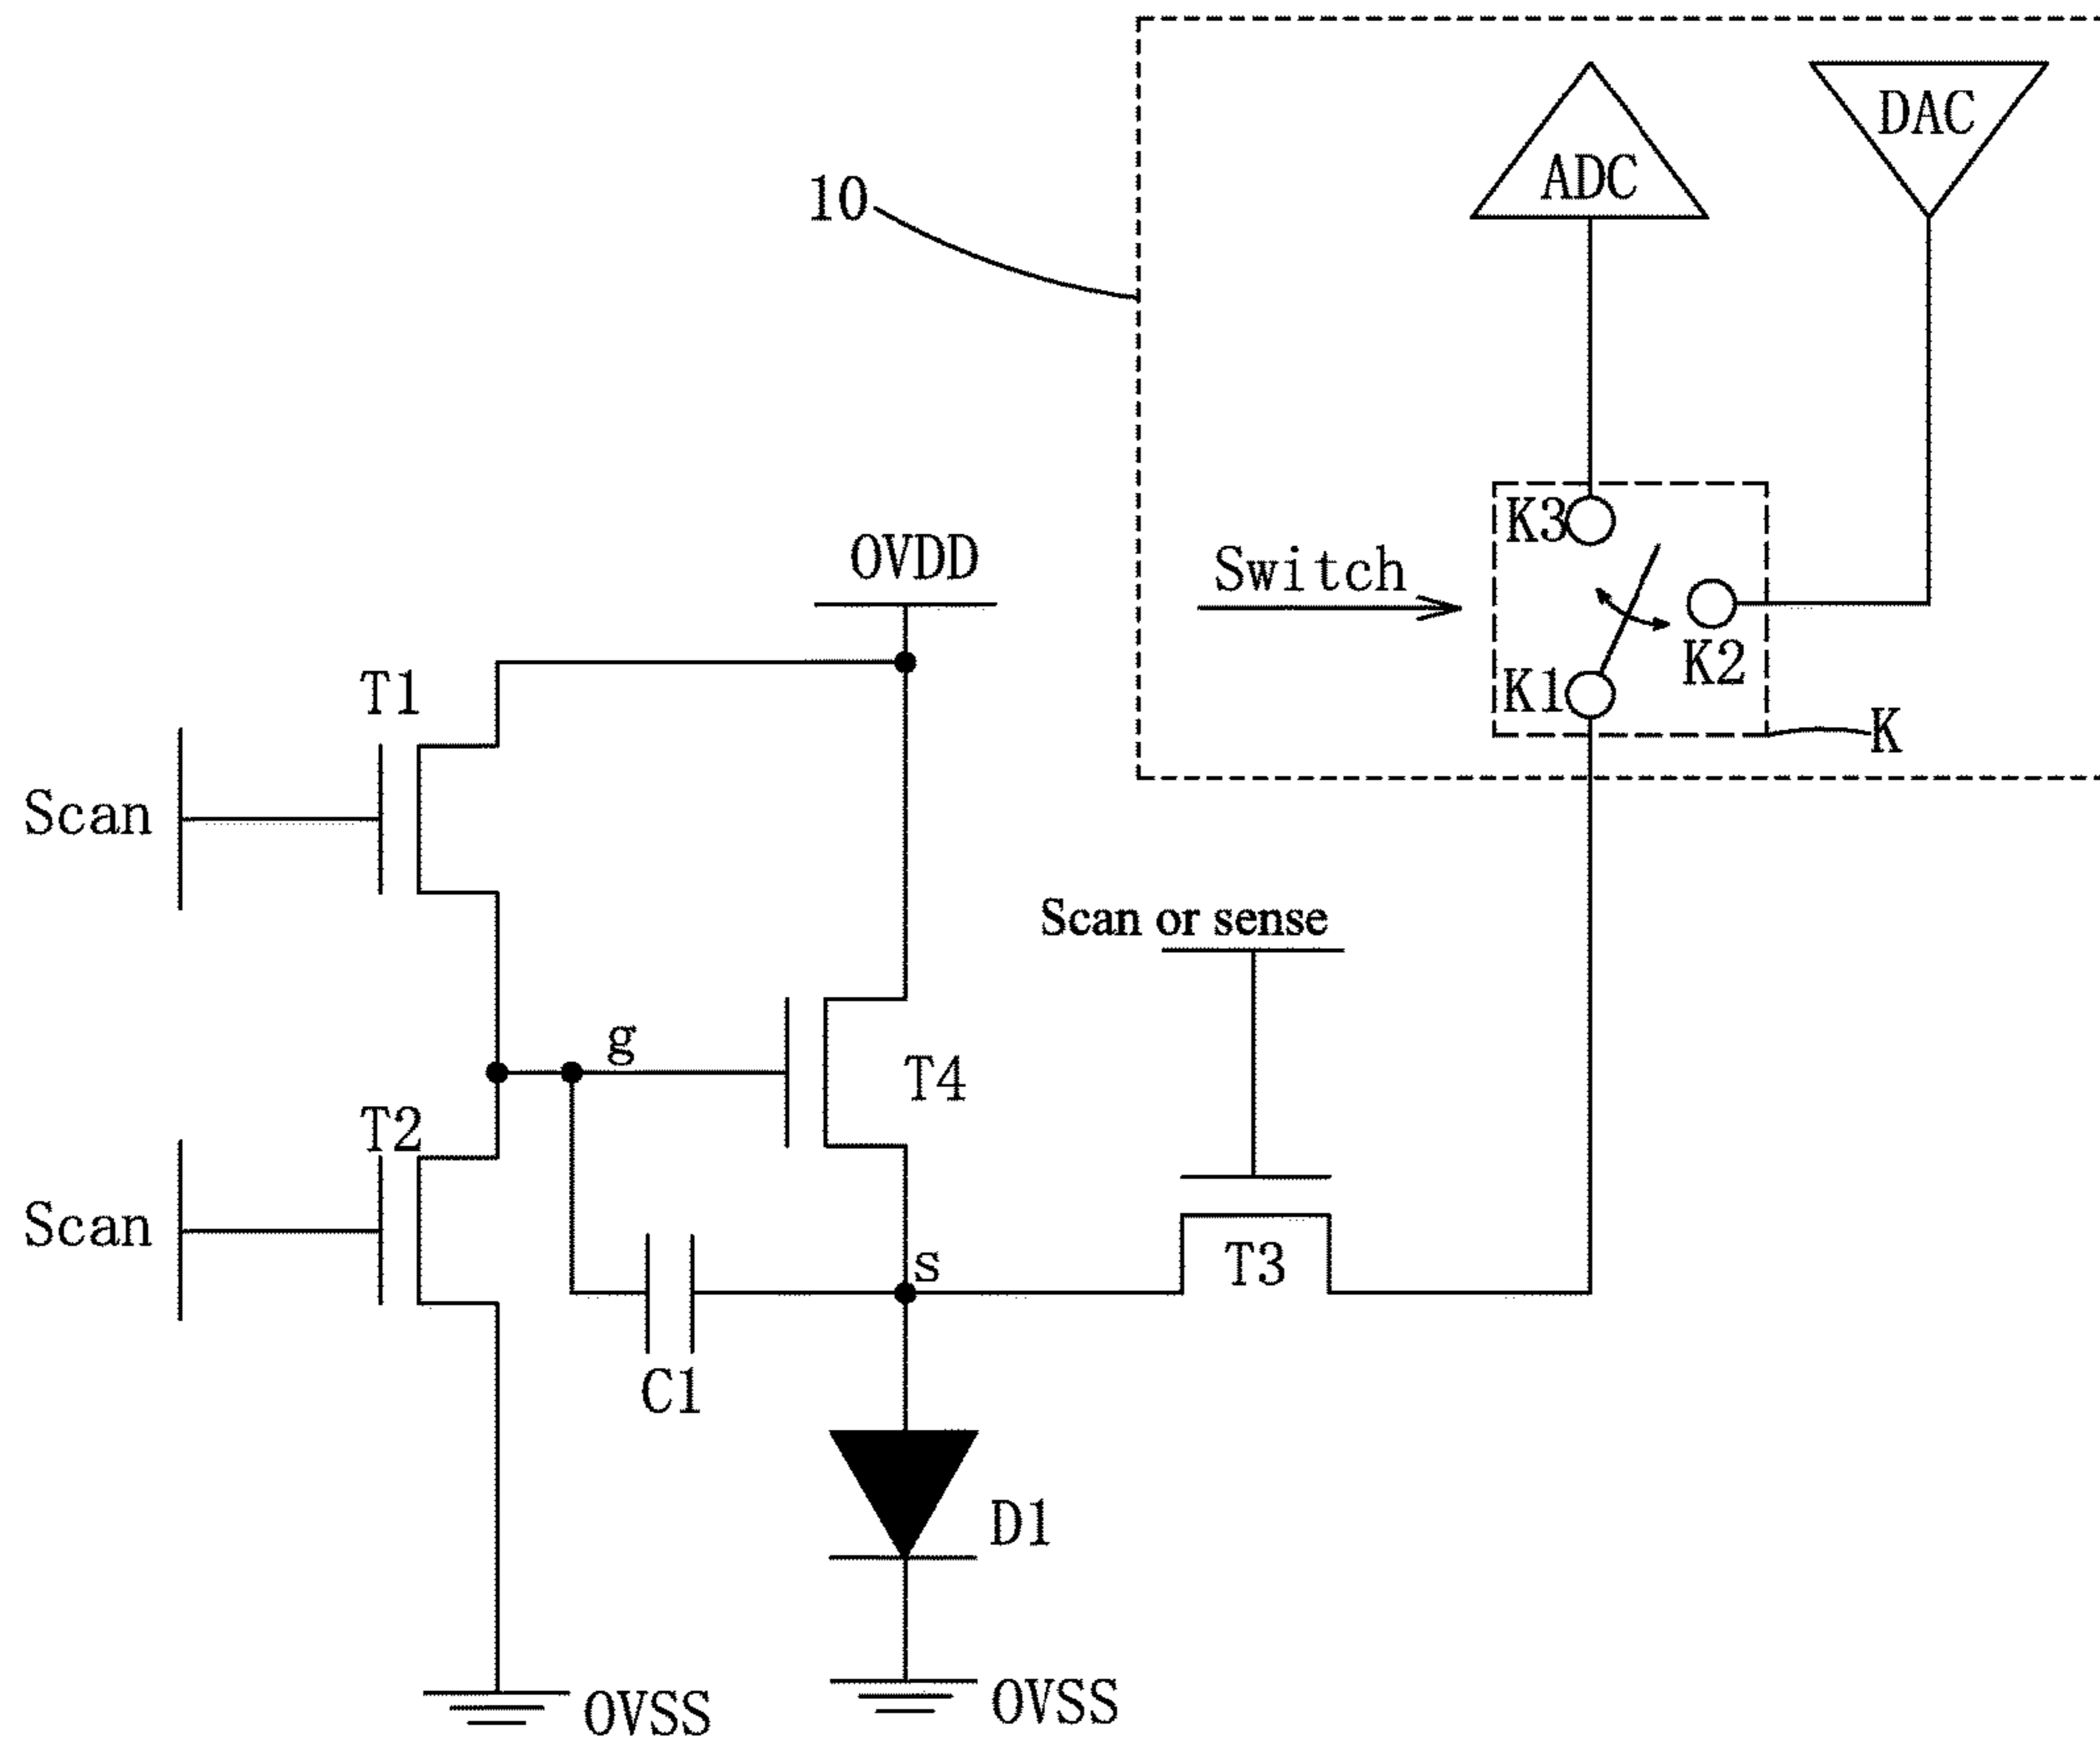 DAC
ADC
10
K3
OVDD
Switch
K2
K1
T1
K
Scan
Scan or sense
g
T4
T2
Scan
s
T3
C1
D1
OVSS
OVSS